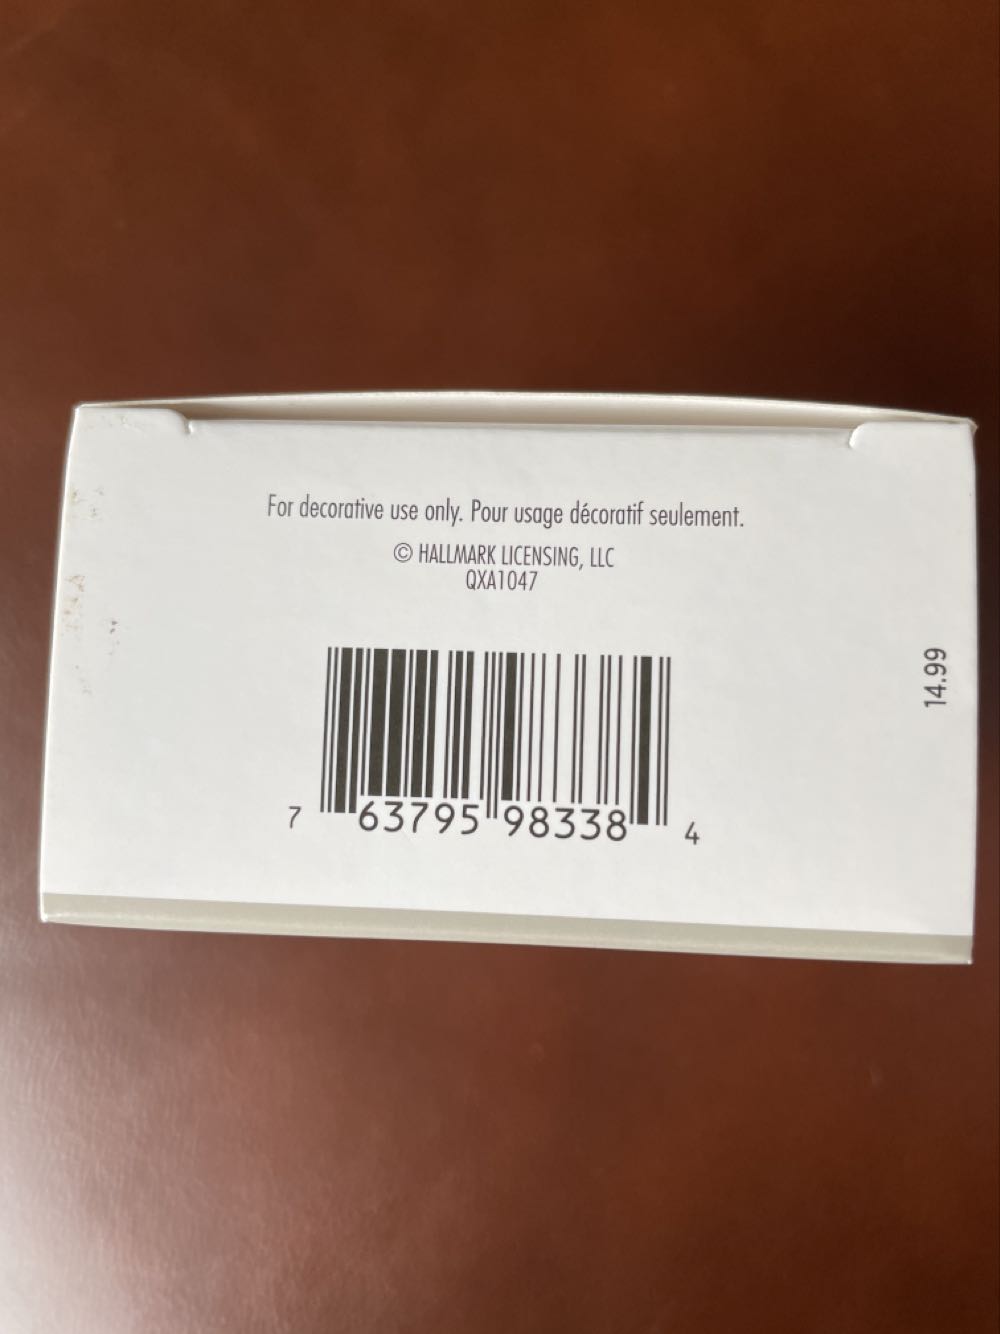 For decorative use only. Pour usage décoratif seulement.
© HALLMARK LICENSING, LLC
QXA1047
14.99
7 63795 98338 4